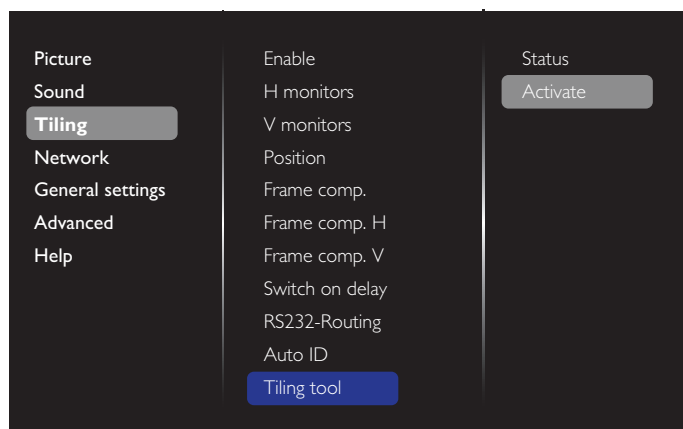 Picture
Sound
Tiling
Network
General settings
Advanced
Help
Enable
H monitors
V monitors
Position
Frame comp.
Frame comp. H
Frame comp. V
Switch on delay
RS232-Routing
Auto ID
Tiling tool
Status
Activate